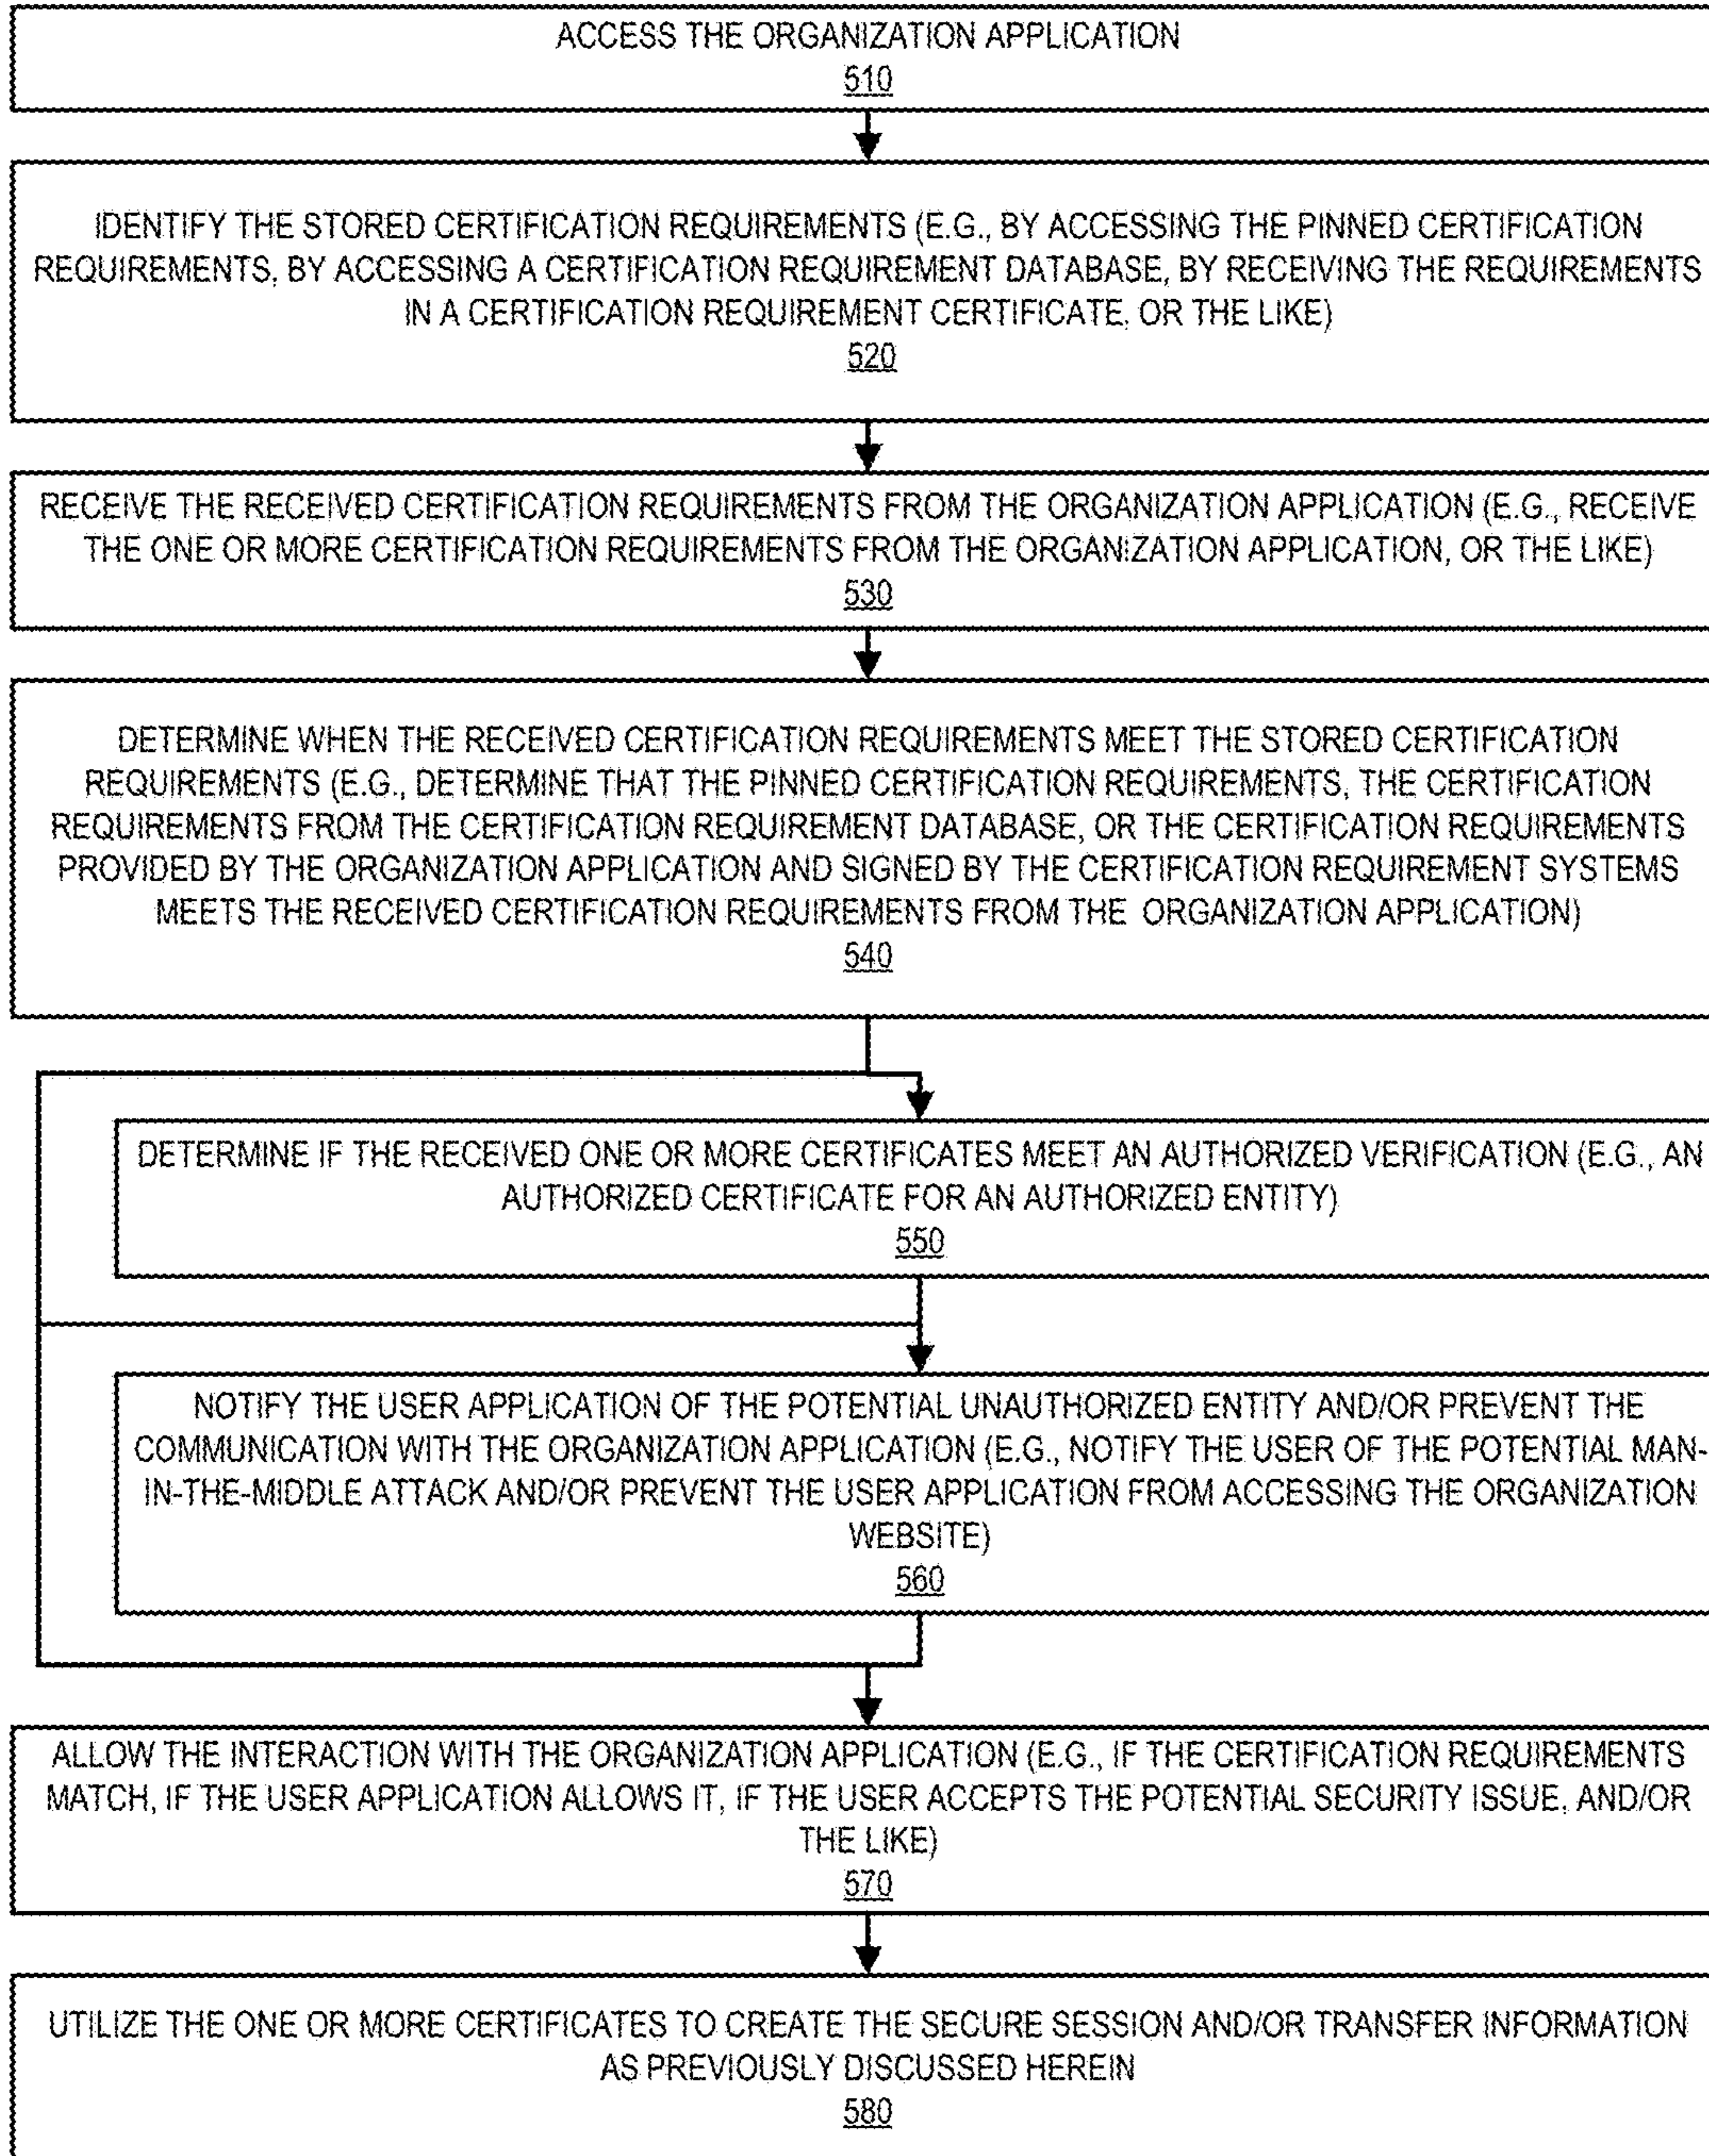 ACCESS THE ORGANIZATION APPLICATION
510
IDENTIFY THE STORED CERTIFICATION REQUIREMENTS (E.G., BY ACCESSING THE PINNED CERTIFICATION
REQUIREMENTS, BY ACCESSING A CERTIFICATION REQUIREMENT DATABASE, BY RECEIVING THE REQUIREMENTS
IN A CERTIFICATION REQUIREMENT CERTIFICATE, OR THE LIKE)
520
RECEIVE THE RECEIVED CERTIFICATION REQUIREMENTS FROM THE ORGANIZATION APPLICATION (E.G., RECEIVE
THE ONE OR MORE CERTIFICATION REQUIREMENTS FROM THE ORGANIZATION APPLICATION, OR THE LIKE)
530
DETERMINE WHEN THE RECEIVED CERTIFICATION REQUIREMENTS MEET THE STORED CERTIFICATION
REQUIREMENTS (E.G., DETERMINE THAT THE PINNED CERTIFICATION REQUIREMENTS, THE CERTIFICATION
REQUIREMENTS FROM THE CERTIFICATION REQUIREMENT DATABASE, OR THE CERTIFICATION REQUIREMENTS
PROVIDED BY THE ORGANIZATION APPLICATION AND SIGNED BY THE CERTIFICATION REQUIREMENT SYSTEMS
MEETS THE RECEIVED CERTIFICATION REQUIREMENTS FROM THE ORGANIZATION APPLICATION)
540
DETERMINE IF THE RECEIVED ONE OR MORE CERTIFICATES MEET AN AUTHORIZED VERIFICATION (E.G., AN
AUTHORIZED CERTIFICATE FOR AN AUTHORIZED ENTITY)
550
NOTIFY THE USER APPLICATION OF THE POTENTIAL UNAUTHORIZED ENTITY AND/OR PREVENT THE
COMMUNICATION WITH THE ORGANIZATION APPLICATION (E.G., NOTIFY THE USER OF THE POTENTIAL MAN-
IN-THE-MIDDLE ATTACK AND/OR PREVENT THE USER APPLICATION FROM ACCESSING THE ORGANIZATION
WEBSITE)
560
ALLOW THE INTERACTION WITH THE ORGANIZATION APPLICATION (E.G., IF THE CERTIFICATION REQUIREMENTS
MATCH, IF THE USER APPLICATION ALLOWS IT, IF THE USER ACCEPTS THE POTENTIAL SECURITY ISSUE, AND/OR
THE LIKE)
570
UTILIZE THE ONE OR MORE CERTIFICATES TO CREATE THE SECURE SESSION AND/OR TRANSFER INFORMATION
AS PREVIOUSLY DISCUSSED HEREIN
580